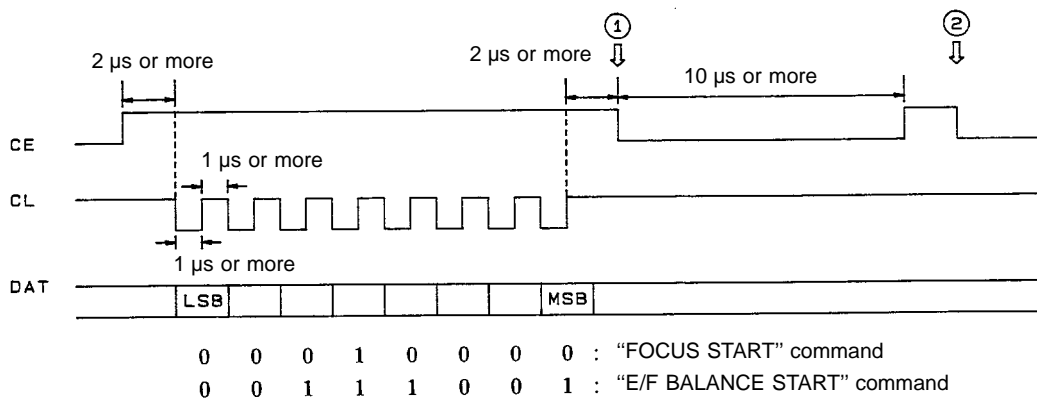 ① ②
2 µs or more 2 µs or more 10 µs or more
CE
1 µs or more
CL
1 µs or more
DAT LSB MSB
0 0 0 1 0 0 0 0 : “FOCUS START” command
0 0 1 1 1 0 0 1 : “E/F BALANCE START” command